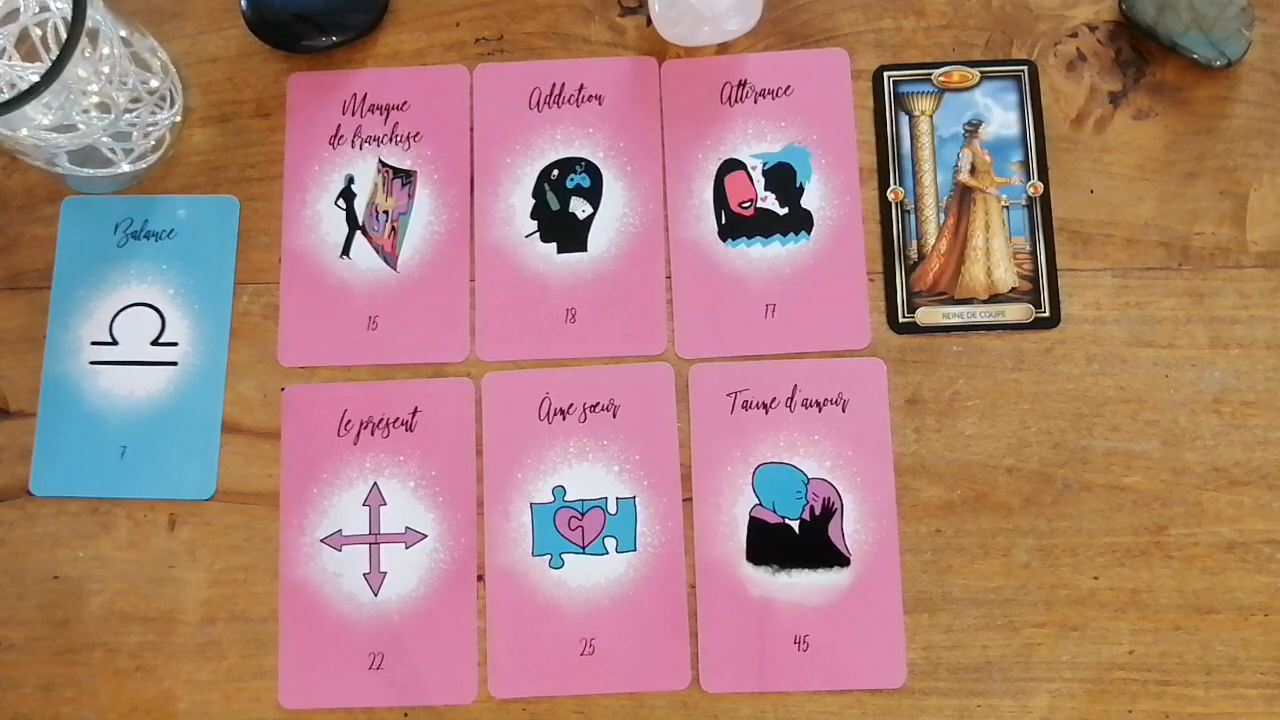 Balance
7
Manque
de franchise
15
Addiction
18
Attirance
17
REINE DE COUPE
Le présent
22
Âme sœur
25
T'aime d'amour
45